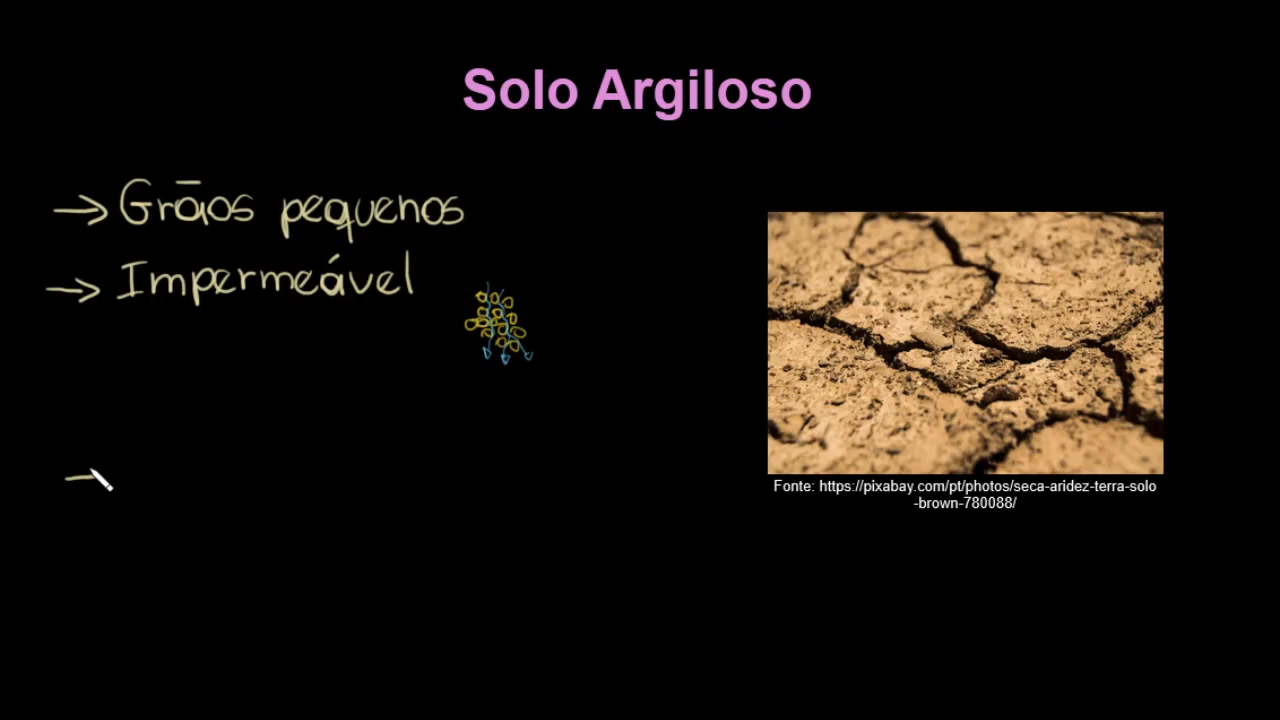 Solo Argiloso
→ Grãos pequenos
→ Impermeável
Fonte: https://pixabay.com/pt/photos/seca-aridez-terra-solo
-brown-780088/